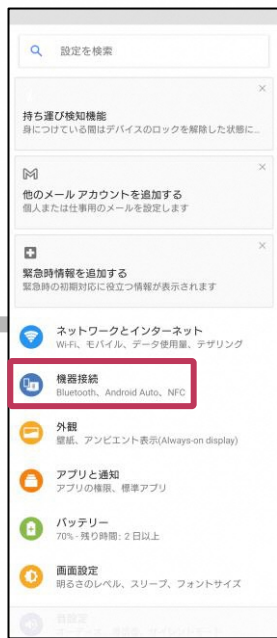 設定を検索
持ち運び検知機能
身につけている間はデバイスのロックを解除した状態に...
他のメール アカウントを追加する
個人または仕事用のメールを設定します
緊急時情報を追加する
緊急時の初期対応に役立つ情報が表示されます
ネットワークとインターネット
Wi-Fi、モバイル、データ使用量、テザリング
機器接続
Bluetooth、Android Auto、NFC
外観
壁紙、アンビエント表示(Always-on display)
アプリと通知
アプリの権限、標準アプリ
バッテリー
70% - 残り時間: 2 日以上
画面設定
明るさのレベル、スリープ、フォントサイズ